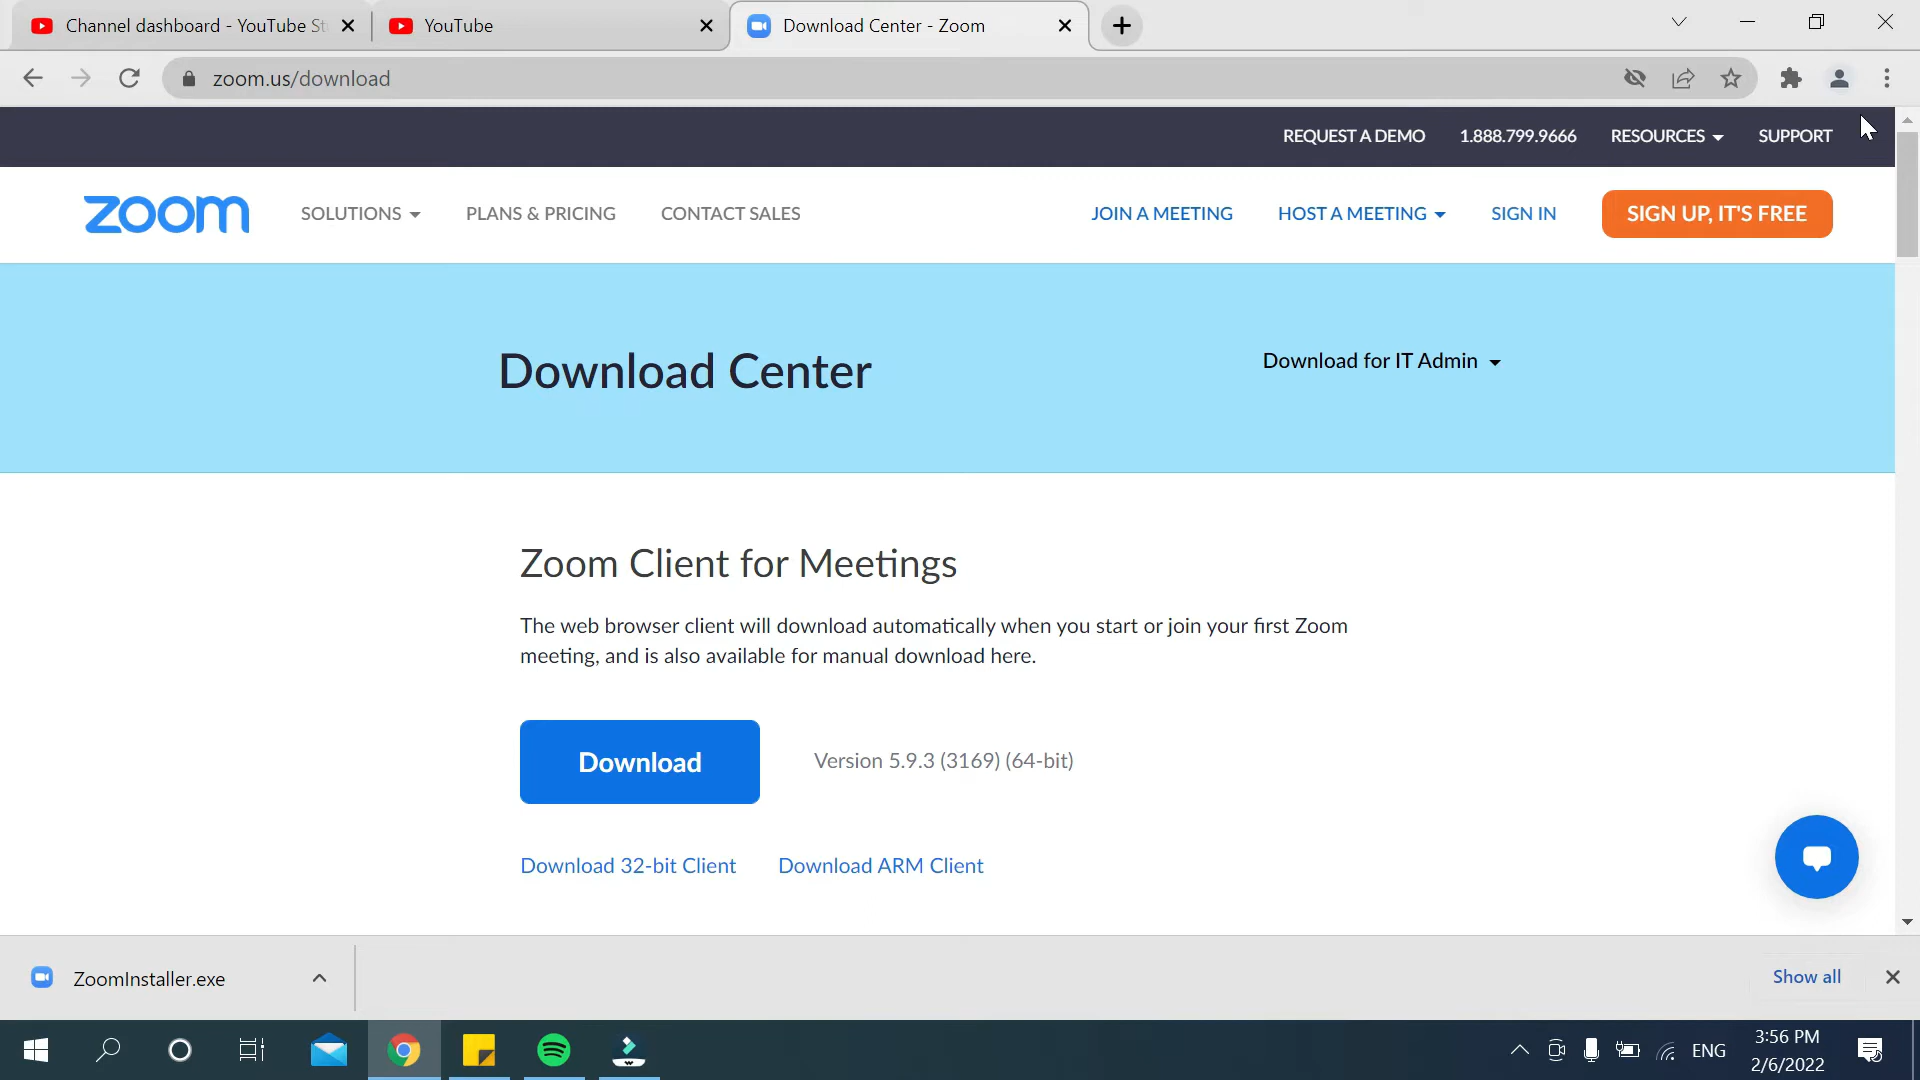 Channel dashboard - YouTube St
YouTube
Download Center - Zoom
zoom.us/download
REQUEST A DEMO
1.888.799.9666
RESOURCES
SUPPORT
zoom
SOLUTIONS
PLANS & PRICING
CONTACT SALES
JOIN A MEETING
HOST A MEETING
SIGN IN
SIGN UP, IT'S FREE
Download Center
Download for IT Admin
Zoom Client for Meetings
The web browser client will download automatically when you start or join your first Zoom
meeting, and is also available for manual download here.
Download
Version 5.9.3 (3169) (64-bit)
Download 32-bit Client
Download ARM Client
ZoomInstaller.exe
Show all
ENG
3:56 PM
2/6/2022